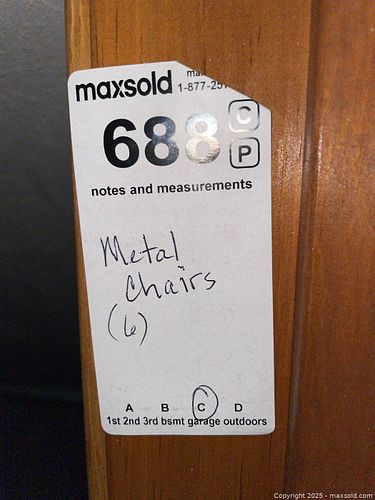 maxsold
1-877-25
688 C
P
notes and measurements
Metal
Chairs
(6)
A B C D
1st 2nd 3rd bsmt garage outdoors
Copyright 2025 - maxsold.com